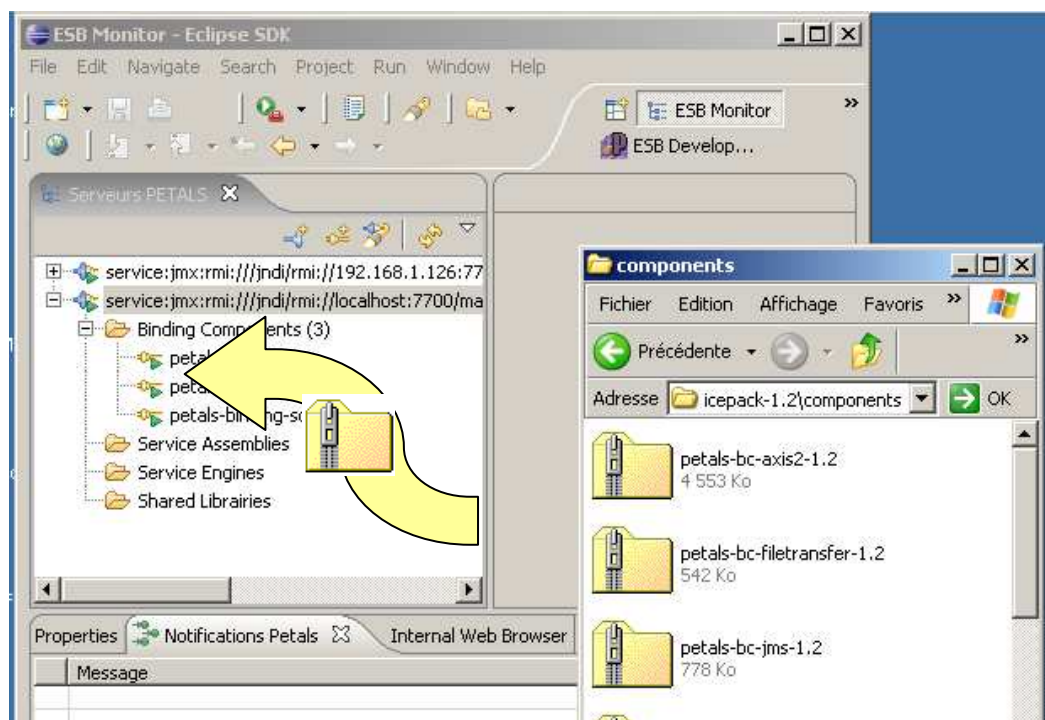 ESB Monitor - Eclipse SDK
File Edit Navigate Search Project Run Window Help
ESB Monitor
»
ESB Develop...
Serveurs PETALS
service:jmx:rmi:///jndi/rmi://192.168.1.126:77
service:jmx:rmi:///jndi/rmi://localhost:7700/ma
Binding Components (3)
petals-binding-so
Service Assemblies
Service Engines
Shared Librairies
Properties
Notifications Petals
Internal Web Browser
Message
components
Fichier Edition Affichage Favoris »
Précédente
»
Adresse icepack-1.2\components OK
petals-bc-axis2-1.2
4 553 Ko
petals-bc-filetransfer-1.2
542 Ko
petals-bc-jms-1.2
778 Ko